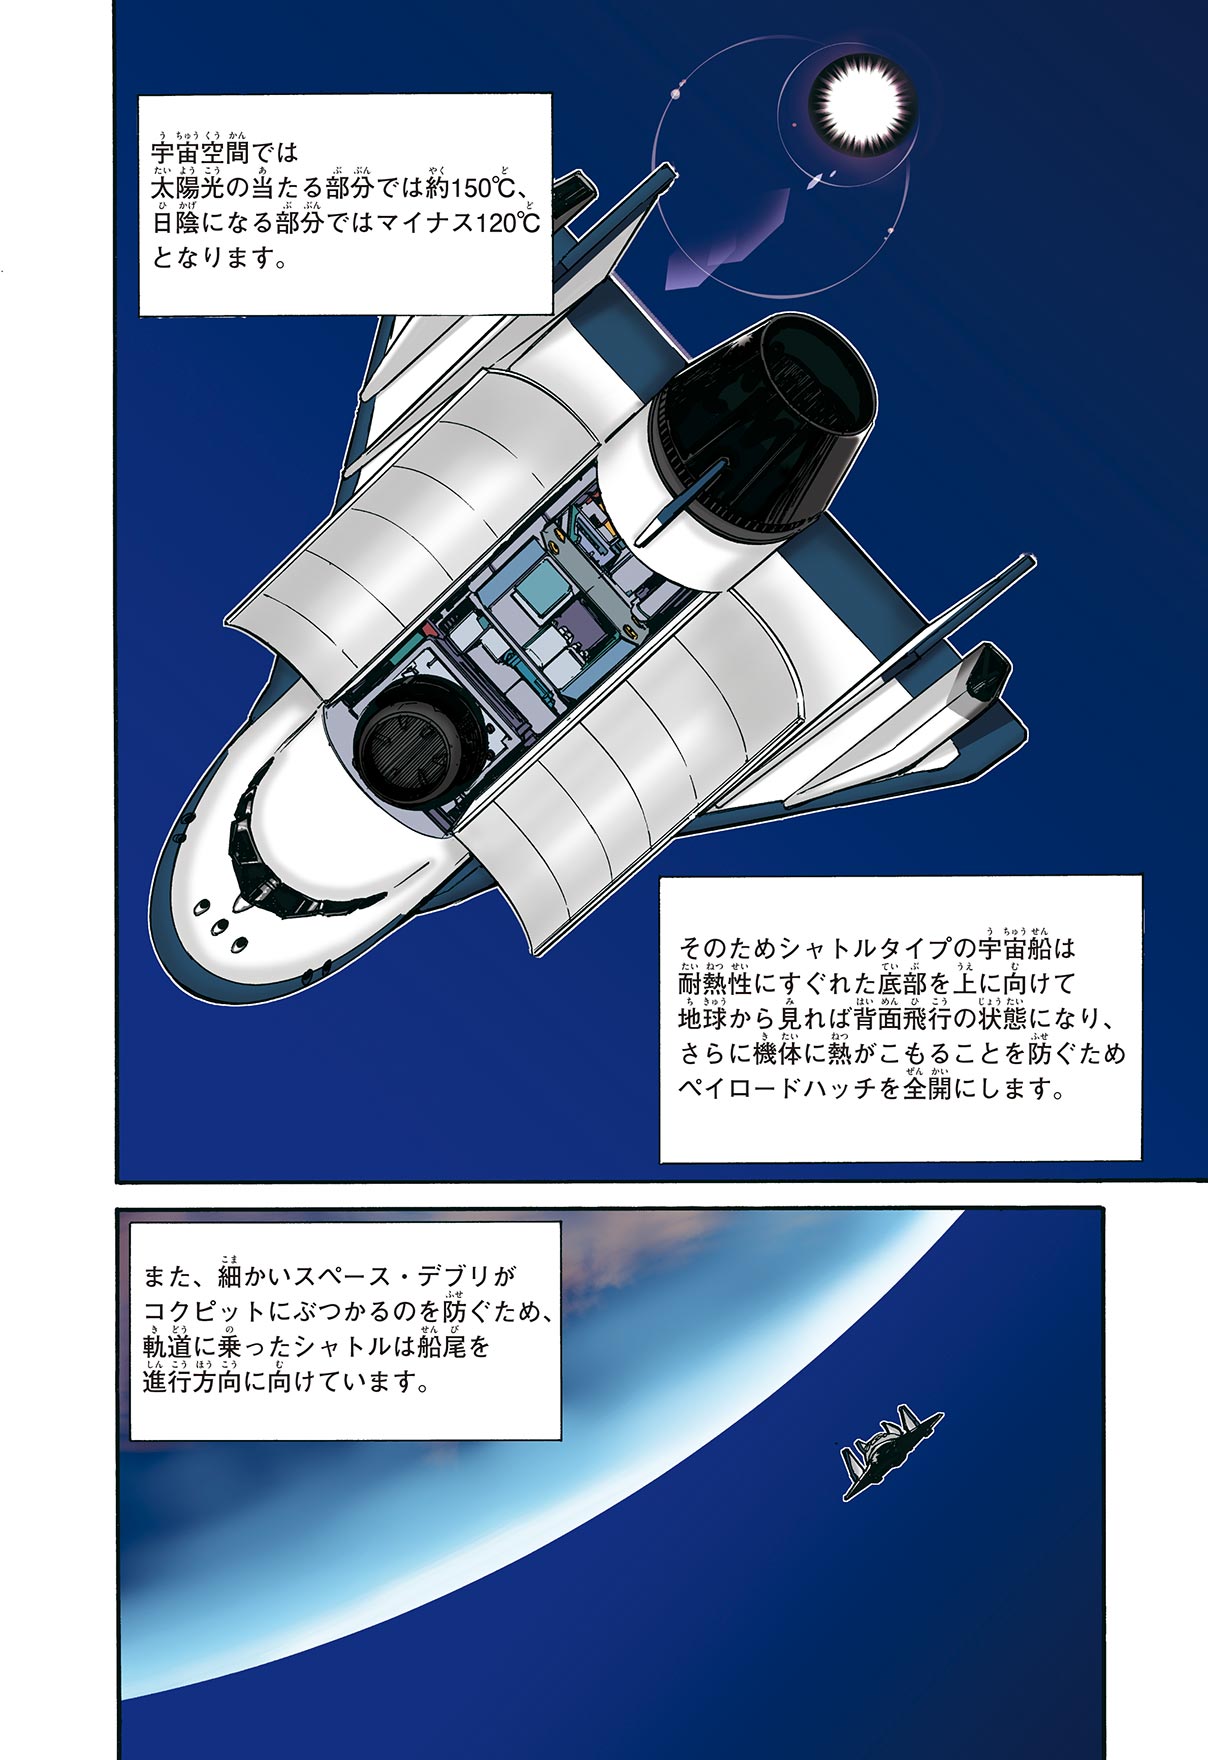 宇宙空間では
太陽光の当たる部分では約150℃、
日陰になる部分ではマイナス120℃
となります。
そのためシャトルタイプの宇宙船は
耐熱性にすぐれた底部を上に向けて
地球から見れば背面飛行の状態になり、
さらに機体に熱がこもることを防ぐため
ペイロードハッチを全開にします。
また、細かいスペース・デブリが
コクピットにぶつかるのを防ぐため、
軌道に乗ったシャトルは船尾を
進行方向に向けています。